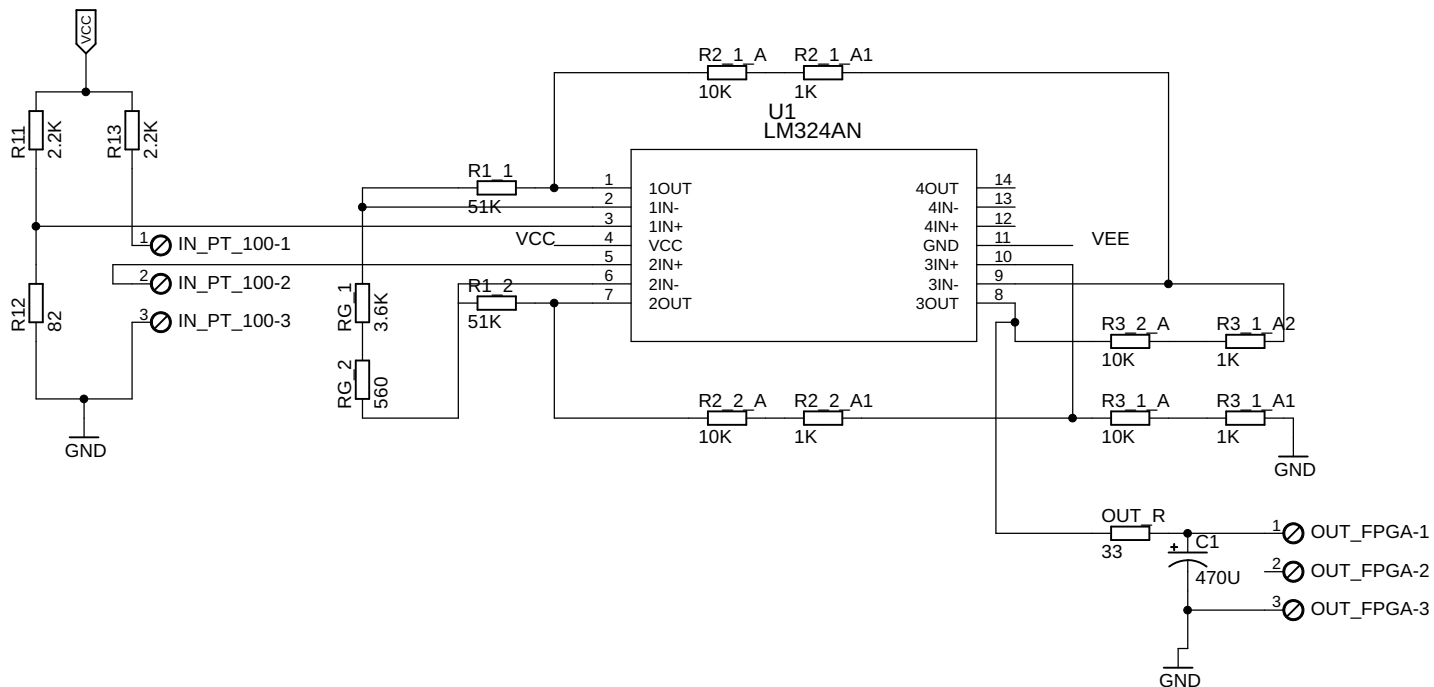 VCC
R2_1_A R2_1_A1
10K 1K
U1
LM324AN
R11 2.2K R13 2.2K
R1_1
51K
1 1OUT 4OUT 14
2 1IN- 4IN- 13
3 1IN+ 4IN+ 12
VCC 4 VCC GND 11 VEE
5 2IN+ 3IN+ 10
6 2IN- 3IN- 9
7 2OUT 3OUT 8
1 IN_PT_100-1
2 IN_PT_100-2
3 IN_PT_100-3
R1_2
51K
R12 82
RG_1 3.6K
RG_2 560
R3_2_A R3_1_A2
10K 1K
R2_2_A R2_2_A1 R3_1_A R3_1_A1
10K 1K 10K 1K
GND
GND
OUT_R
33
+ C1
470U
1 OUT_FPGA-1
2 OUT_FPGA-2
3 OUT_FPGA-3
GND